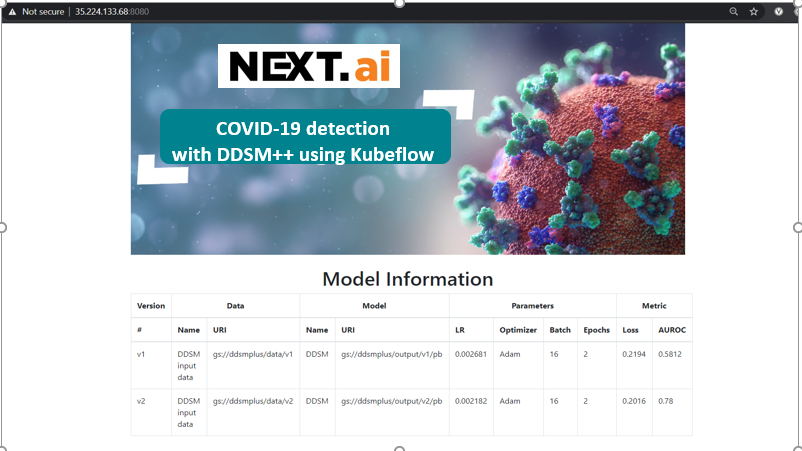 Not secure | 35.224.133.68:8080
NEXT.ai
COVID-19 detection
with DDSM++ using Kubeflow
Model Information
Version Data Model Parameters Metric
# Name URI Name URI LR Optimizer Batch Epochs Loss AUROC
v1 DDSM gs://ddsmplus/data/v1 DDSM gs://ddsmplus/output/v1/pb 0.002681 Adam 16 2 0.2194 0.5812
input
data
v2 DDSM gs://ddsmplus/data/v2 DDSM gs://ddsmplus/output/v2/pb 0.002182 Adam 16 2 0.2016 0.78
input
data